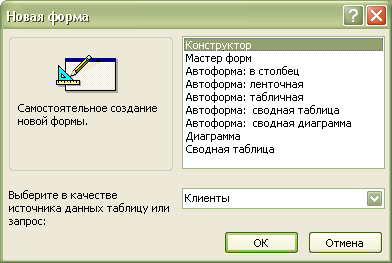 Новая форма
Самостоятельное создание
новой формы.
Конструктор
Мастер форм
Автоформа: в столбец
Автоформа: ленточная
Автоформа: табличная
Автоформа: сводная таблица
Автоформа: сводная диаграмма
Диаграмма
Сводная таблица
Выберите в качестве
источника данных таблицу или
запрос:
Клиенты
ОК
Отмена